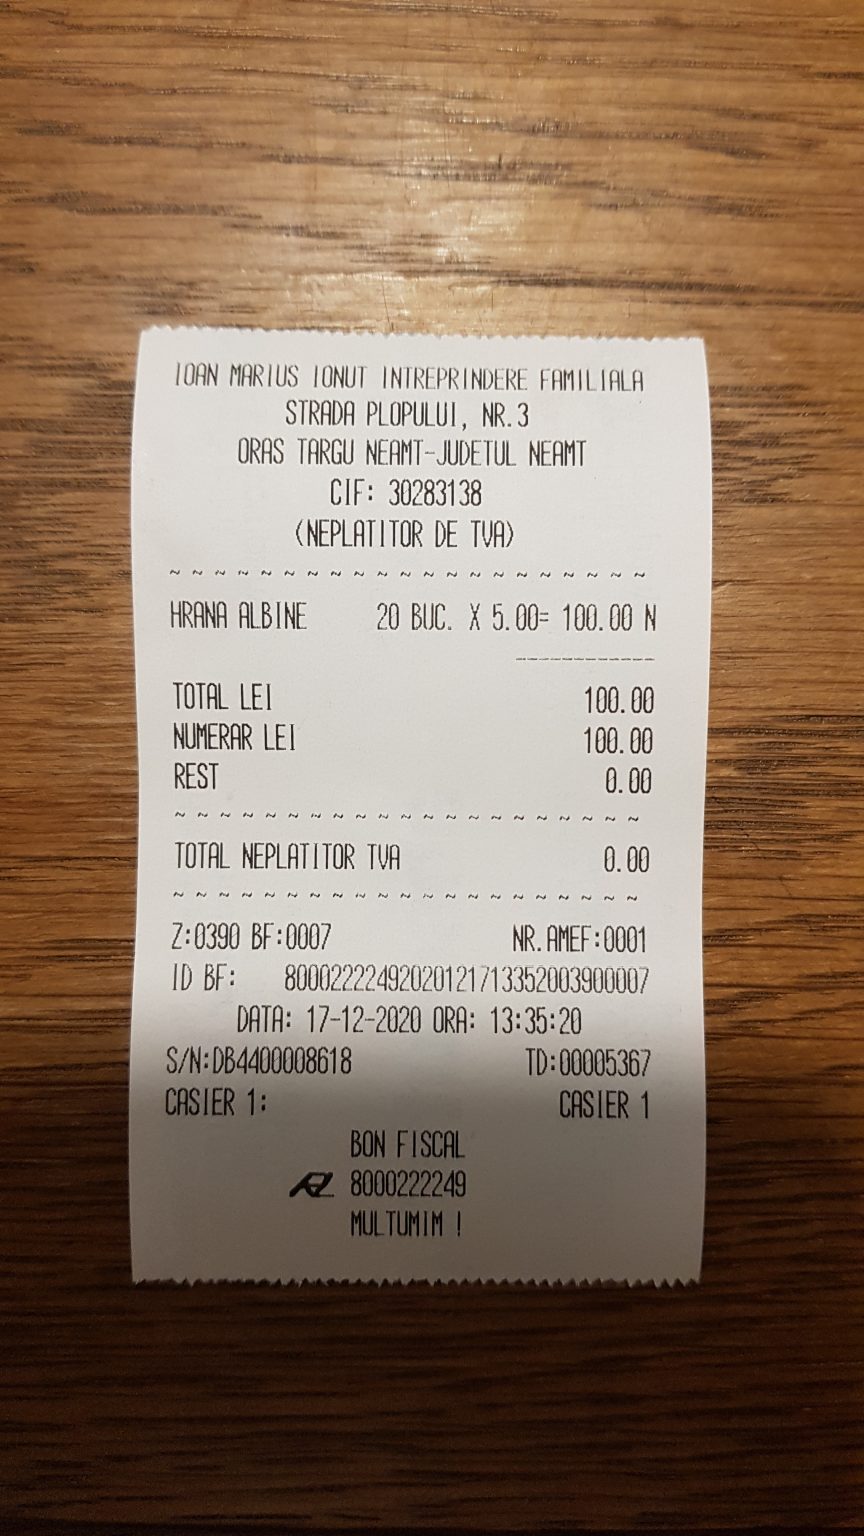 IOAN MARIUS IONUT INTREPRINDERE FAMILIALA
STRADA PLOPULUI, NR.3
ORAS TARGU NEAMT-JUDETUL NEAMT
CIF: 30283138
(NEPLATITOR DE TVA)
~ ~ ~ ~ ~ ~ ~ ~ ~ ~ ~ ~ ~ ~ ~ ~ ~ ~ ~ ~ ~
HRANA ALBINE 20 BUC. X 5.00= 100.00 N
------------
TOTAL LEI 100.00
NUMERAR LEI 100.00
REST 0.00
~ ~ ~ ~ ~ ~ ~ ~ ~ ~ ~ ~ ~ ~ ~ ~ ~ ~ ~ ~ ~
TOTAL NEPLATITOR TVA 0.00
~ ~ ~ ~ ~ ~ ~ ~ ~ ~ ~ ~ ~ ~ ~ ~ ~ ~ ~ ~ ~
Z:0390 BF:0007 NR.AMEF:0001
ID BF: 80002222492020121713352003900007
DATA: 17-12-2020 ORA: 13:35:20
S/N:DB4400008618 TD:00005367
CASIER 1: CASIER 1
BON FISCAL
8000222249
MULTUMIM !